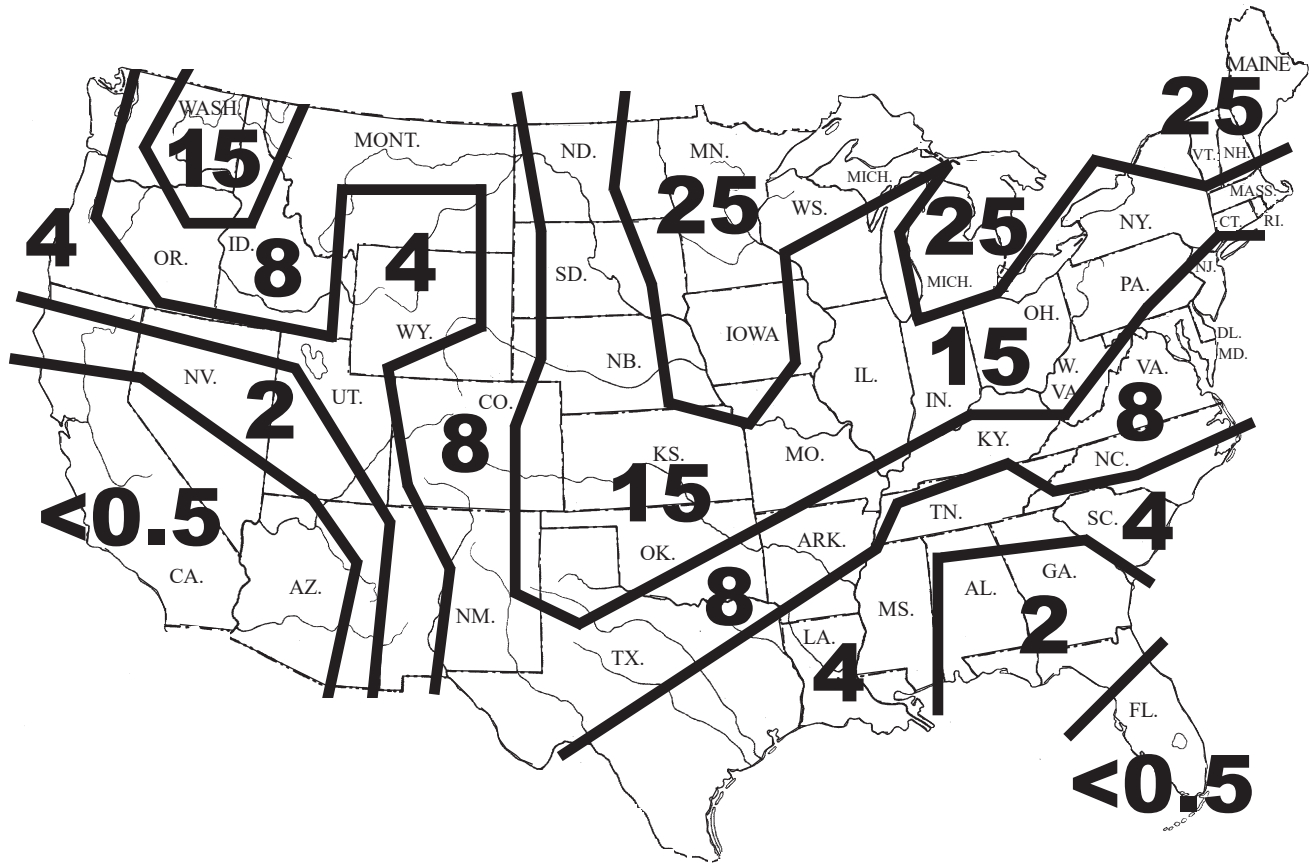 MAINE
25
WASH.
15
MONT.
ND.
MN.
VT.
NH.
MICH.
25
WS.
25
MASS.
4
NY.
CT.
RI.
OR.
ID.
8
4
SD.
MICH.
NJ.
PA.
WY.
IOWA
OH.
DL.
NV.
NB.
15
MD.
UT.
2
CO.
IL.
IN.
W.
VA.
VA.
8
8
KS.
MO.
KY.
NC.
15
<0.5
TN.
SC.
4
OK.
ARK.
CA.
AZ.
NM.
8
MS.
AL.
GA.
2
TX.
LA.
4
FL.
<0.5